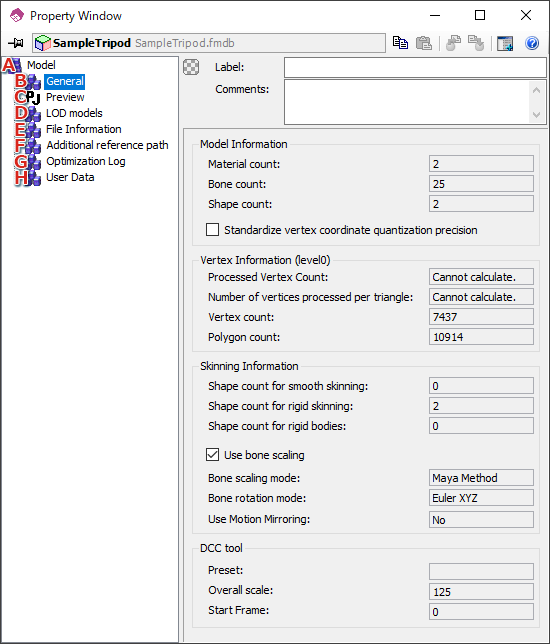 Property Window
SampleTripod SampleTripod.fmdb
A Model
B General
C PJ Preview
D LOD models
E File Information
F Additional reference path
G Optimization Log
H User Data
Label:
Comments:
Model Information
Material count: 2
Bone count: 25
Shape count: 2
Standardize vertex coordinate quantization precision
Vertex Information (level0)
Processed Vertex Count: Cannot calculate.
Number of vertices processed per triangle: Cannot calculate.
Vertex count: 7437
Polygon count: 10914
Skinning Information
Shape count for smooth skinning: 0
Shape count for rigid skinning: 2
Shape count for rigid bodies: 0
Use bone scaling
Bone scaling mode: Maya Method
Bone rotation mode: Euler XYZ
Use Motion Mirroring: No
DCC tool
Preset:
Overall scale: 125
Start Frame: 0